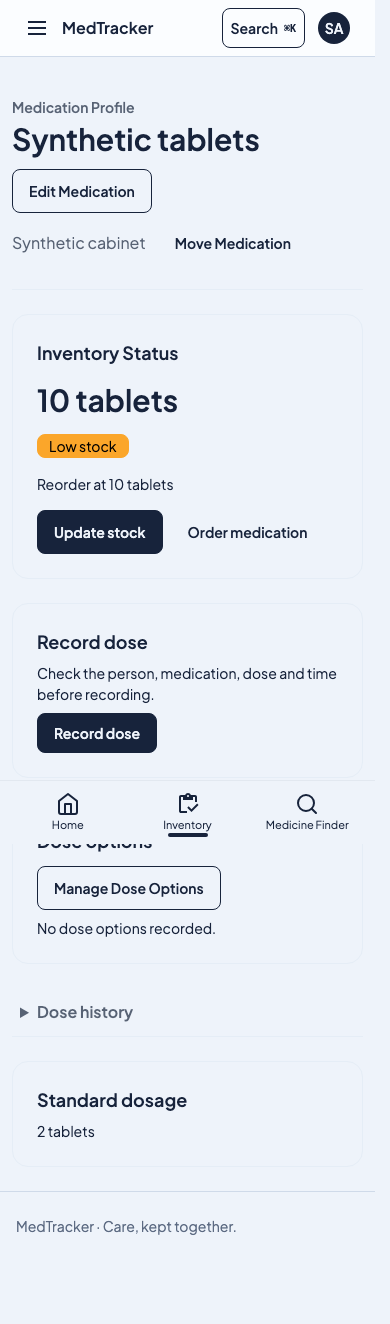 MedTracker
Search ⌘K
SA
Medication Profile
Synthetic tablets
Edit Medication
Synthetic cabinet
Move Medication
Inventory Status
10 tablets
Low stock
Reorder at 10 tablets
Update stock
Order medication
Record dose
Check the person, medication, dose and time
before recording.
Record dose
Home
Inventory
Medicine Finder
Dose options
Manage Dose Options
No dose options recorded.
Dose history
Standard dosage
2 tablets
MedTracker · Care, kept together.